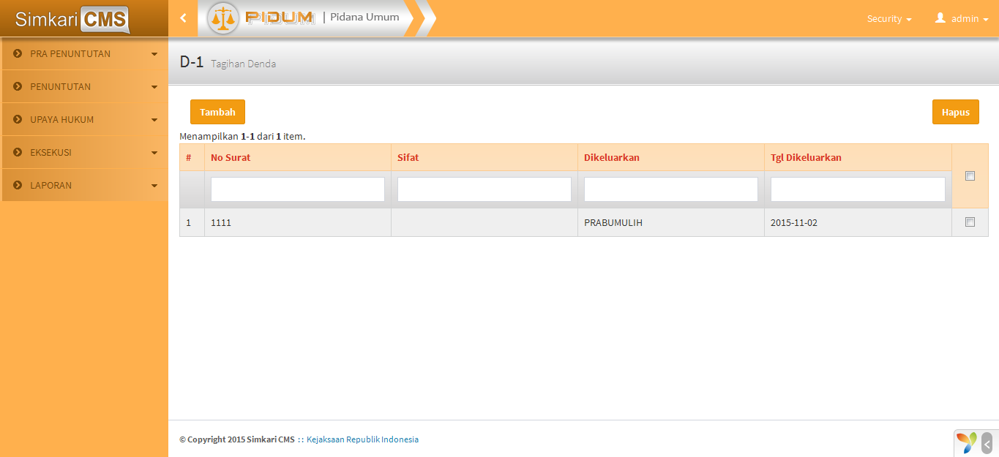 Simkari CMS
PIDUM | Pidana Umum
Security
admin
PRA PENUNTUTAN
PENUNTUTAN
UPAYA HUKUM
EKSEKUSI
LAPORAN
D-1 Tagihan Denda
Tambah
Hapus
Menampilkan 1-1 dari 1 item.
# No Surat Sifat Dikeluarkan Tgl Dikeluarkan
1 1111 PRABUMULIH 2015-11-02
© Copyright 2015 Simkari CMS :: Kejaksaan Republik Indonesia